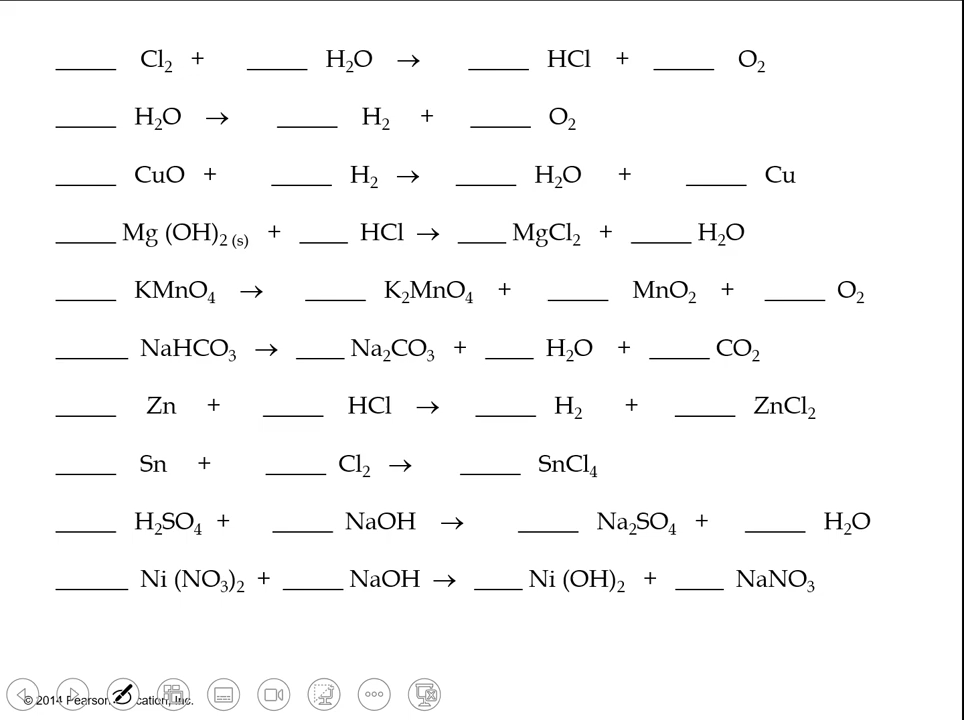 _____ Cl₂ + _____ H₂O → _____ HCl + _____ O₂
_____ H₂O → _____ H₂ + _____ O₂
_____ CuO + _____ H₂ → _____ H₂O + _____ Cu
_____ Mg (OH)₂ ₍s₎ + ____ HCl → ____ MgCl₂ + _____ H₂O
_____ KMnO₄ → _____ K₂MnO₄ + _____ MnO₂ + _____ O₂
______ NaHCO₃ → ____ Na₂CO₃ + ____ H₂O + _____ CO₂
_____ Zn + _____ HCl → _____ H₂ + _____ ZnCl₂
_____ Sn + _____ Cl₂ → _____ SnCl₄
_____ H₂SO₄ + _____ NaOH → _____ Na₂SO₄ + _____ H₂O
______ Ni (NO₃)₂ + _____ NaOH → ____ Ni (OH)₂ + ____ NaNO₃
© 2014 Pearson Inc.